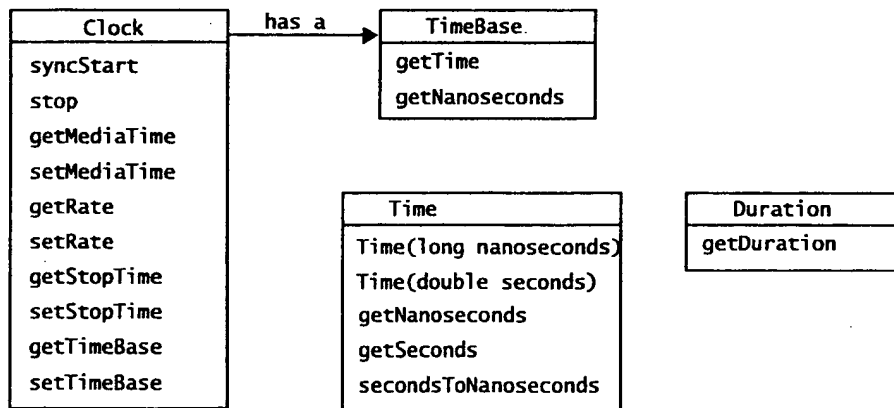 Clock
syncStart
stop
getMediaTime
setMediaTime
getRate
setRate
getStopTime
setStopTime
getTimeBase
setTimeBase
has a
TimeBase
getTime
getNanoseconds
Time
Time(long nanoseconds)
Time(double seconds)
getNanoseconds
getSeconds
secondsToNanoseconds
Duration
getDuration